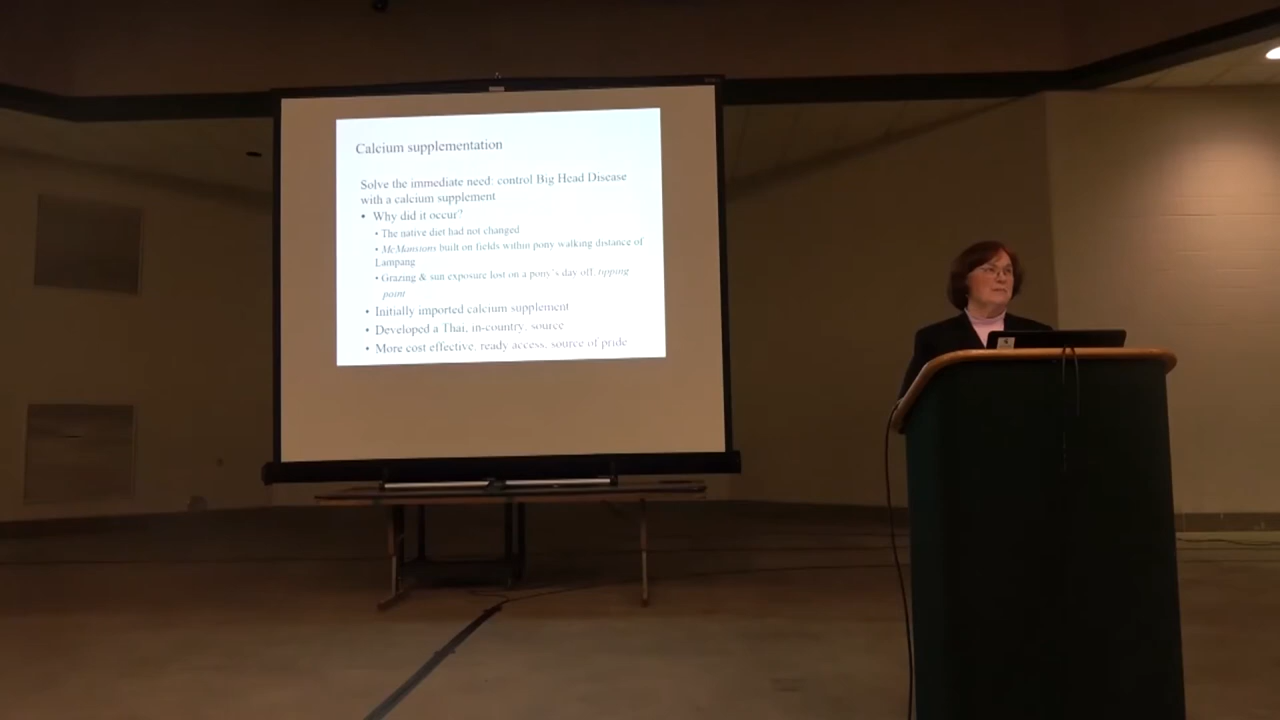 Calcium supplementation
Solve the immediate need: control Big Head Disease
with a calcium supplement
• Why did it occur?
• The native diet had not changed
• McMansions built on fields within pony walking distance of
Lampang
• Grazing & sun exposure lost on a pony's day off, tipping
point
• Initially imported calcium supplement
• Developed a Thai, in-country, source
• More cost effective, ready access, source of pride